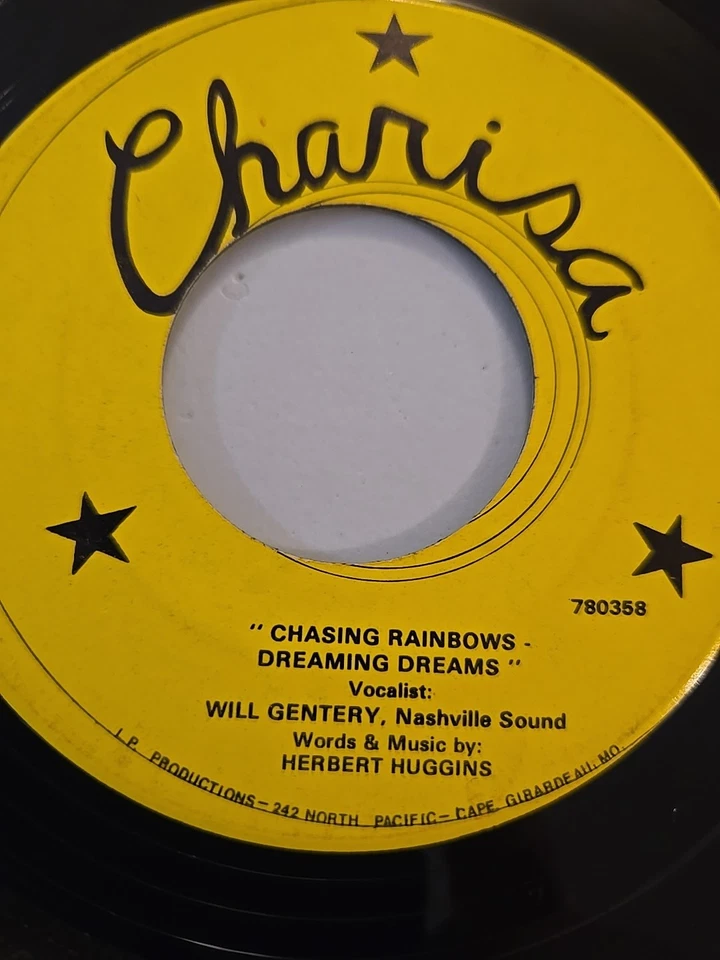 Charisa
780358
" CHASING RAINBOWS -
DREAMING DREAMS "
Vocalist:
WILL GENTERY, Nashville Sound
Words & Music by:
HERBERT HUGGINS
L.P. PRODUCTIONS — 242 NORTH PACIFIC — CAPE GIRARDEAU, MO.